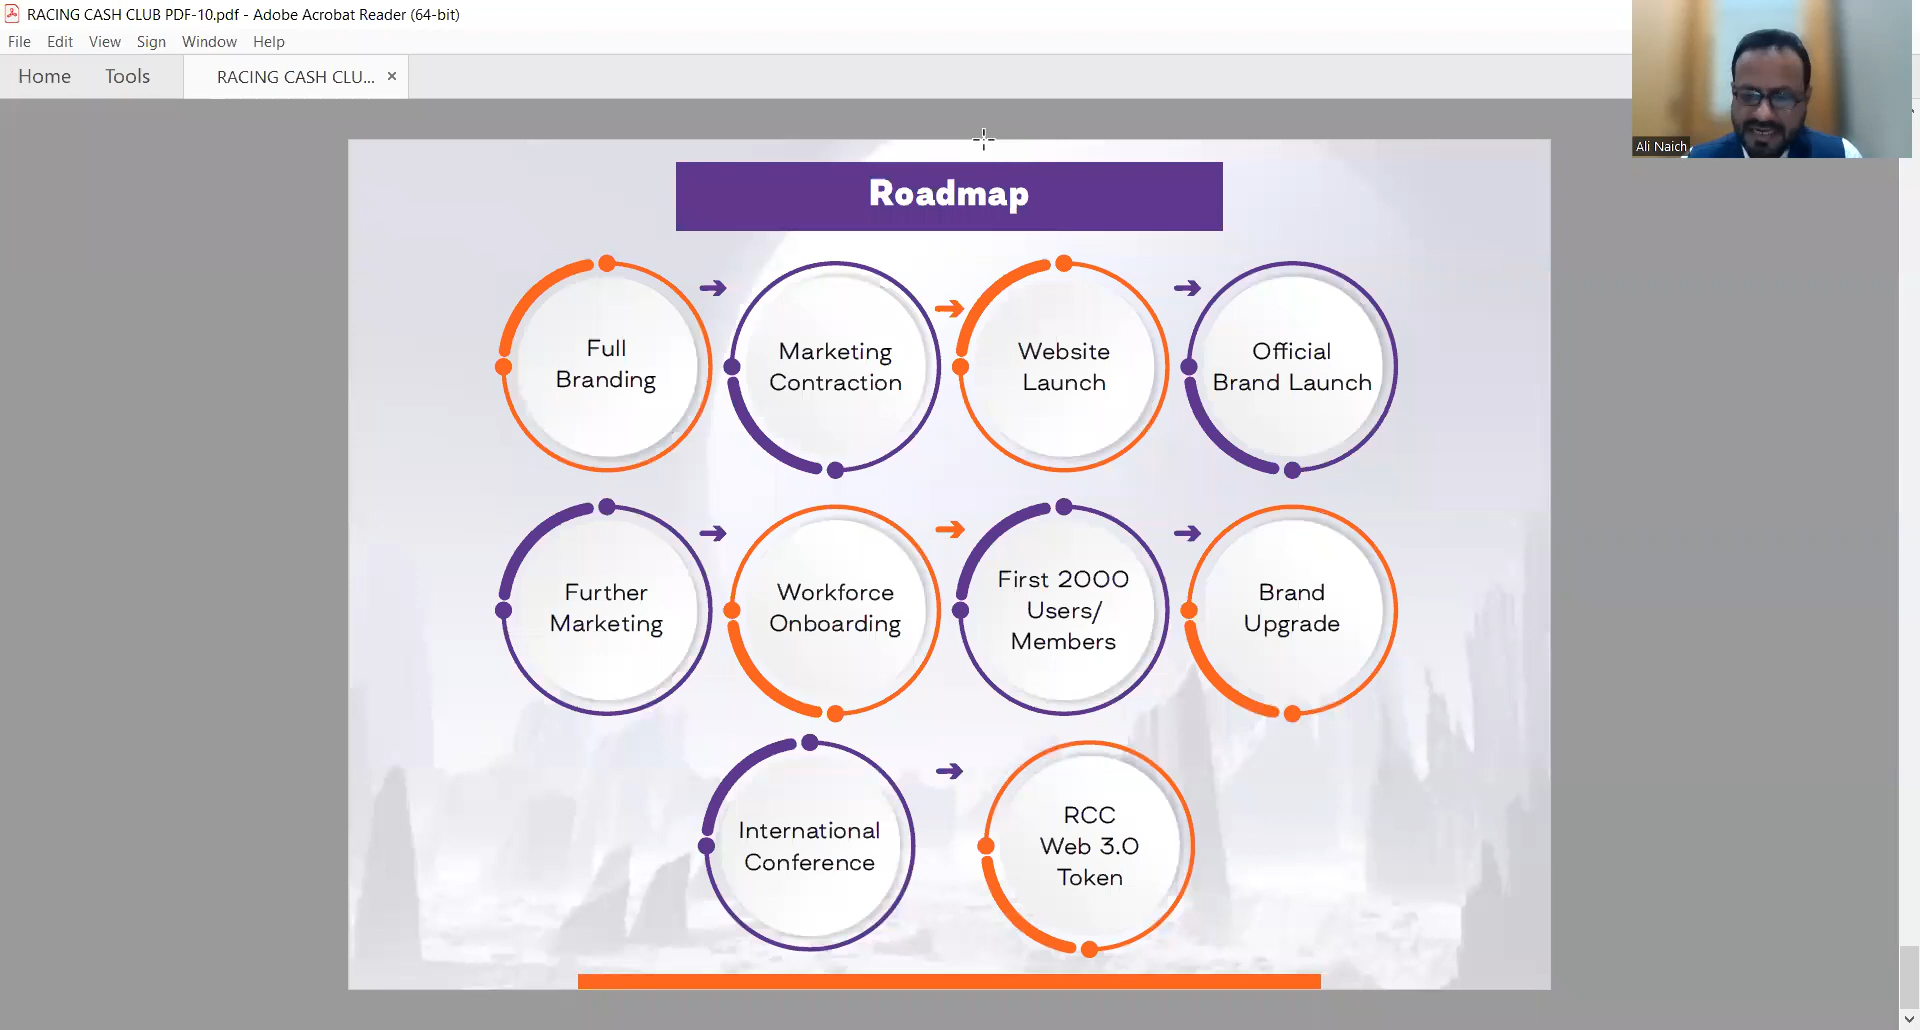 RACING CASH CLUB PDF-10.pdf - Adobe Acrobat Reader (64-bit)
File Edit View Sign Window Help
Home Tools RACING CASH CLU... ×
Ali Naich
Roadmap
Full
Branding
Marketing
Contraction
Website
Launch
Official
Brand Launch
Further
Marketing
Workforce
Onboarding
First 2000
Users/
Members
Brand
Upgrade
International
Conference
RCC
Web 3.0
Token